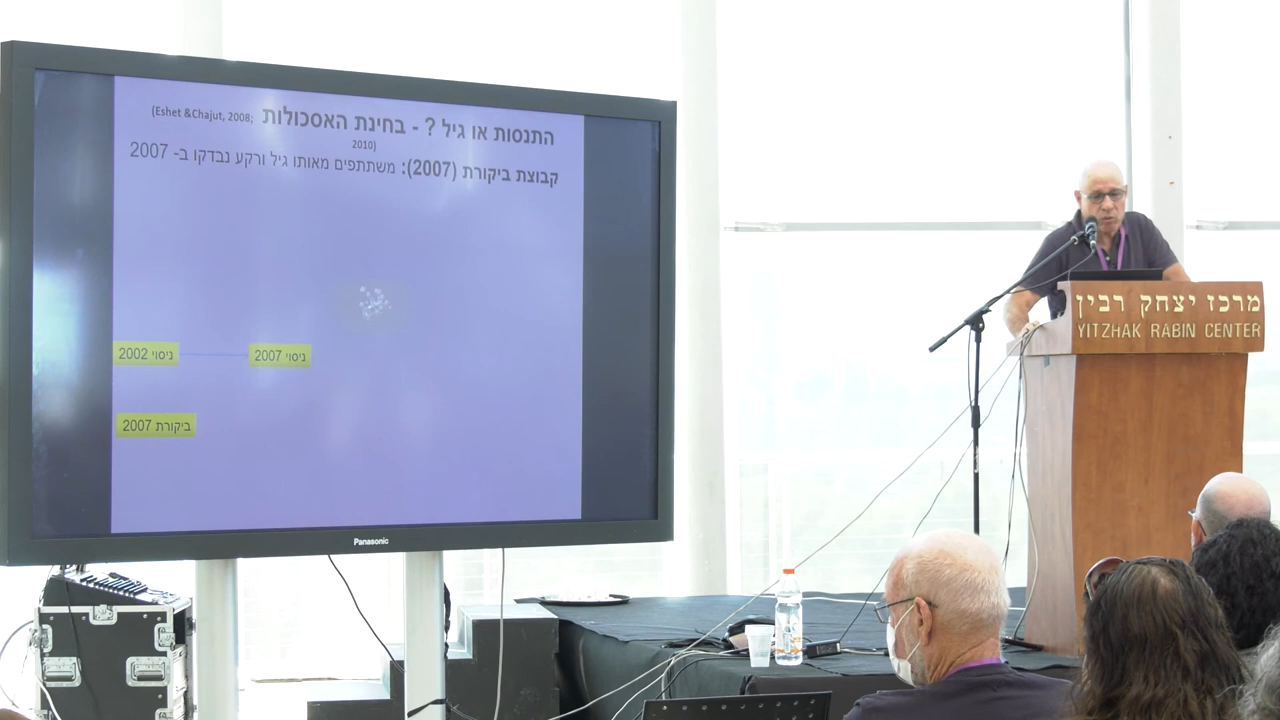 התנסות או גיל ? - בחינת האסכולות (Eshet &Chajut, 2008;
2010)
קבוצת ביקורת (2007): משתתפים מאותו גיל ורקע נבדקו ב- 2007
ניסוי 2002
ניסוי 2007
ביקורת 2007
Panasonic
מרכז יצחק רבין
YITZHAK RABIN CENTER